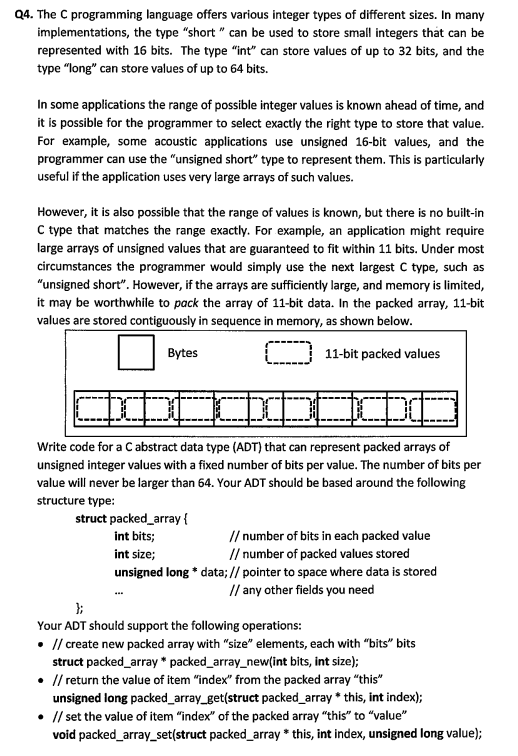 Q4. The C programming language offers various integer types of different sizes. In many
implementations, the type "short " can be used to store small integers that can be
represented with 16 bits. The type "int" can store values of up to 32 bits, and the
type "long" can store values of up to 64 bits.
In some applications the range of possible integer values is known ahead of time, and
it is possible for the programmer to select exactly the right type to store that value.
For example, some acoustic applications use unsigned 16-bit values, and the
programmer can use the "unsigned short" type to represent them. This is particularly
useful if the application uses very large arrays of such values.
However, it is also possible that the range of values is known, but there is no built-in
C type that matches the range exactly. For example, an application might require
large arrays of unsigned values that are guaranteed to fit within 11 bits. Under most
circumstances the programmer would simply use the next largest C type, such as
"unsigned short". However, if the arrays are sufficiently large, and memory is limited,
it may be worthwhile to pack the array of 11-bit data. In the packed array, 11-bit
values are stored contiguously in sequence in memory, as shown below.
Bytes 11-bit packed values
Write code for a C abstract data type (ADT) that can represent packed arrays of
unsigned integer values with a fixed number of bits per value. The number of bits per
value will never be larger than 64. Your ADT should be based around the following
structure type:
struct packed_array {
int bits; // number of bits in each packed value
int size; // number of packed values stored
unsigned long * data; // pointer to space where data is stored
... // any other fields you need
};
Your ADT should support the following operations:
• // create new packed array with "size" elements, each with "bits" bits
struct packed_array * packed_array_new(int bits, int size);
• // return the value of item "index" from the packed array "this"
unsigned long packed_array_get(struct packed_array * this, int index);
• // set the value of item "index" of the packed array "this" to "value"
void packed_array_set(struct packed_array * this, int index, unsigned long value);